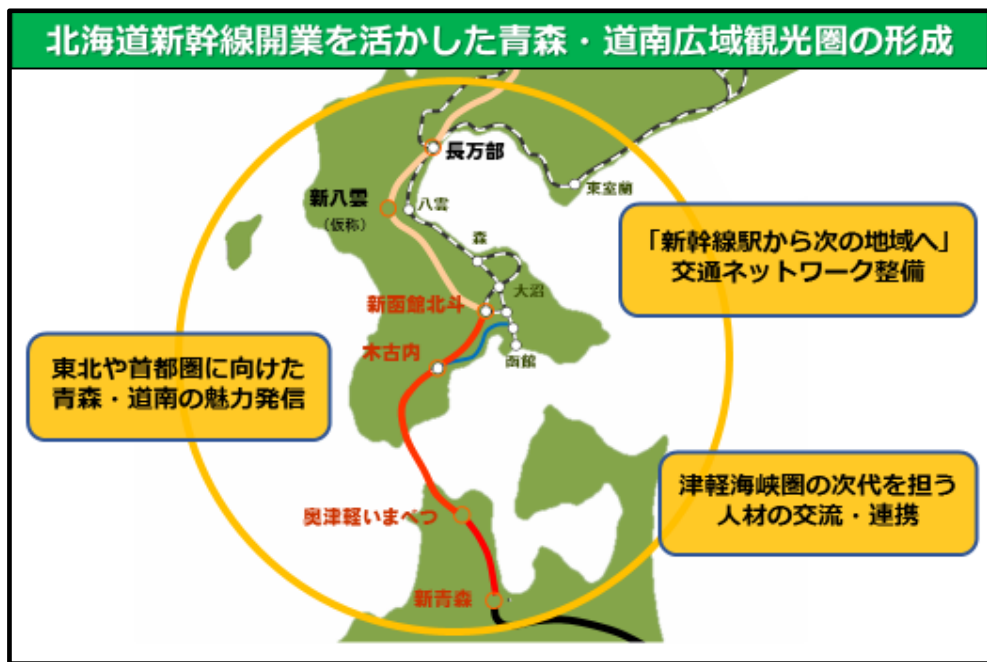 北海道新幹線開業を活かした青森・道南広域観光圏の形成
長万部
東室蘭
新八雲
（仮称）
八雲
「新幹線駅から次の地域へ」
交通ネットワーク整備
森
大沼
新函館北斗
木古内
函館
東北や首都圏に向けた
青森・道南の魅力発信
津軽海峡圏の次代を担う
人材の交流・連携
奥津軽いまべつ
新青森